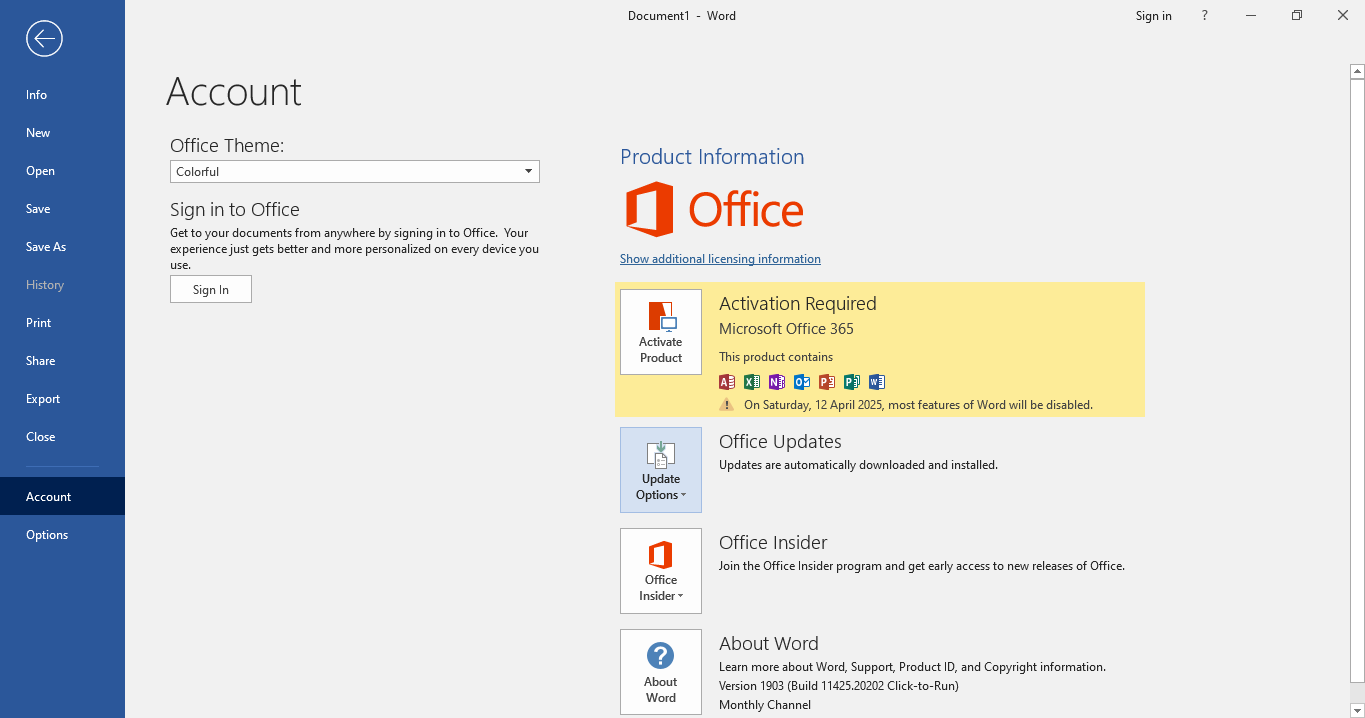 Document1 - Word
Sign in
?
Info
New
Open
Save
Save As
History
Print
Share
Export
Close
Account
Options
Account
Office Theme:
Colorful
Sign in to Office
Get to your documents from anywhere by signing in to Office. Your
experience just gets better and more personalized on every device you
use.
Sign In
Product Information
Office
Show additional licensing information
Activate
Product
Activation Required
Microsoft Office 365
This product contains
A X N O P P W
On Saturday, 12 April 2025, most features of Word will be disabled.
Update
Options
Office Updates
Updates are automatically downloaded and installed.
Office
Insider
Office Insider
Join the Office Insider program and get early access to new releases of Office.
?
About
Word
About Word
Learn more about Word, Support, Product ID, and Copyright information.
Version 1903 (Build 11425.20202 Click-to-Run)
Monthly Channel